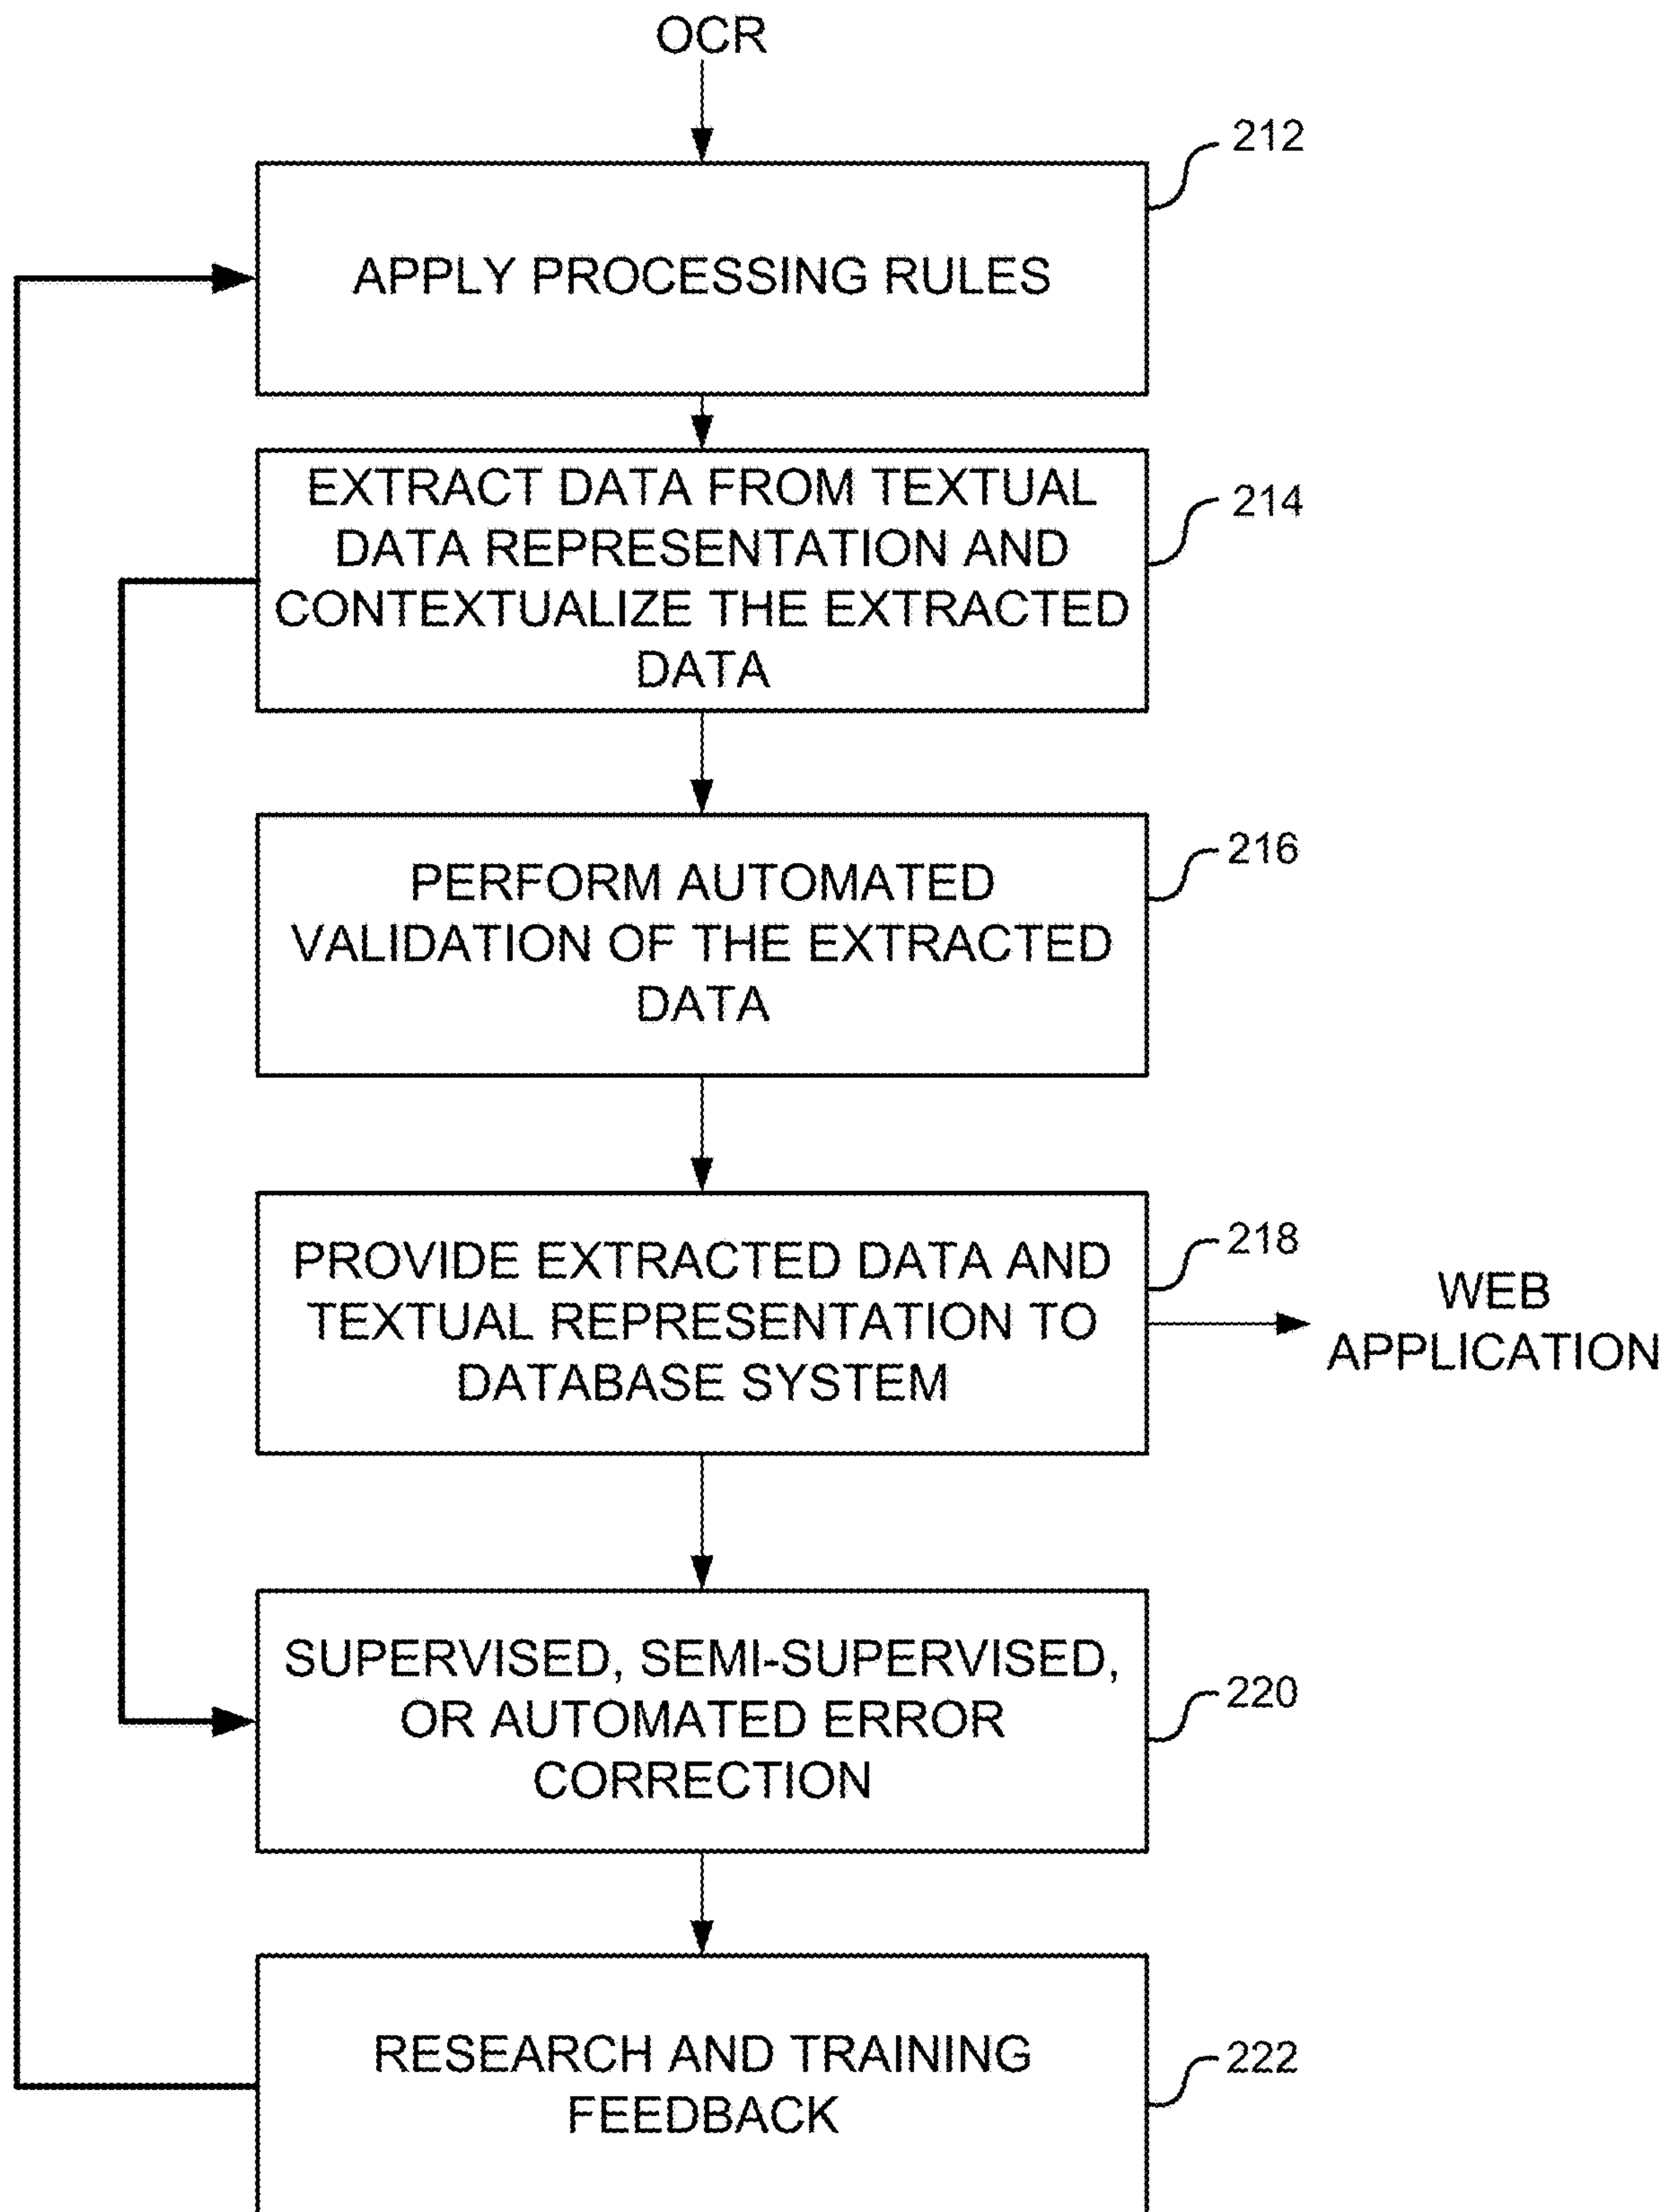 OCR
212
APPLY PROCESSING RULES
EXTRACT DATA FROM TEXTUAL
DATA REPRESENTATION AND
CONTEXTUALIZE THE EXTRACTED
DATA
214
PERFORM AUTOMATED
VALIDATION OF THE EXTRACTED
DATA
216
PROVIDE EXTRACTED DATA AND
TEXTUAL REPRESENTATION TO
DATABASE SYSTEM
218
WEB
APPLICATION
SUPERVISED, SEMI-SUPERVISED,
OR AUTOMATED ERROR
CORRECTION
220
RESEARCH AND TRAINING
FEEDBACK
222